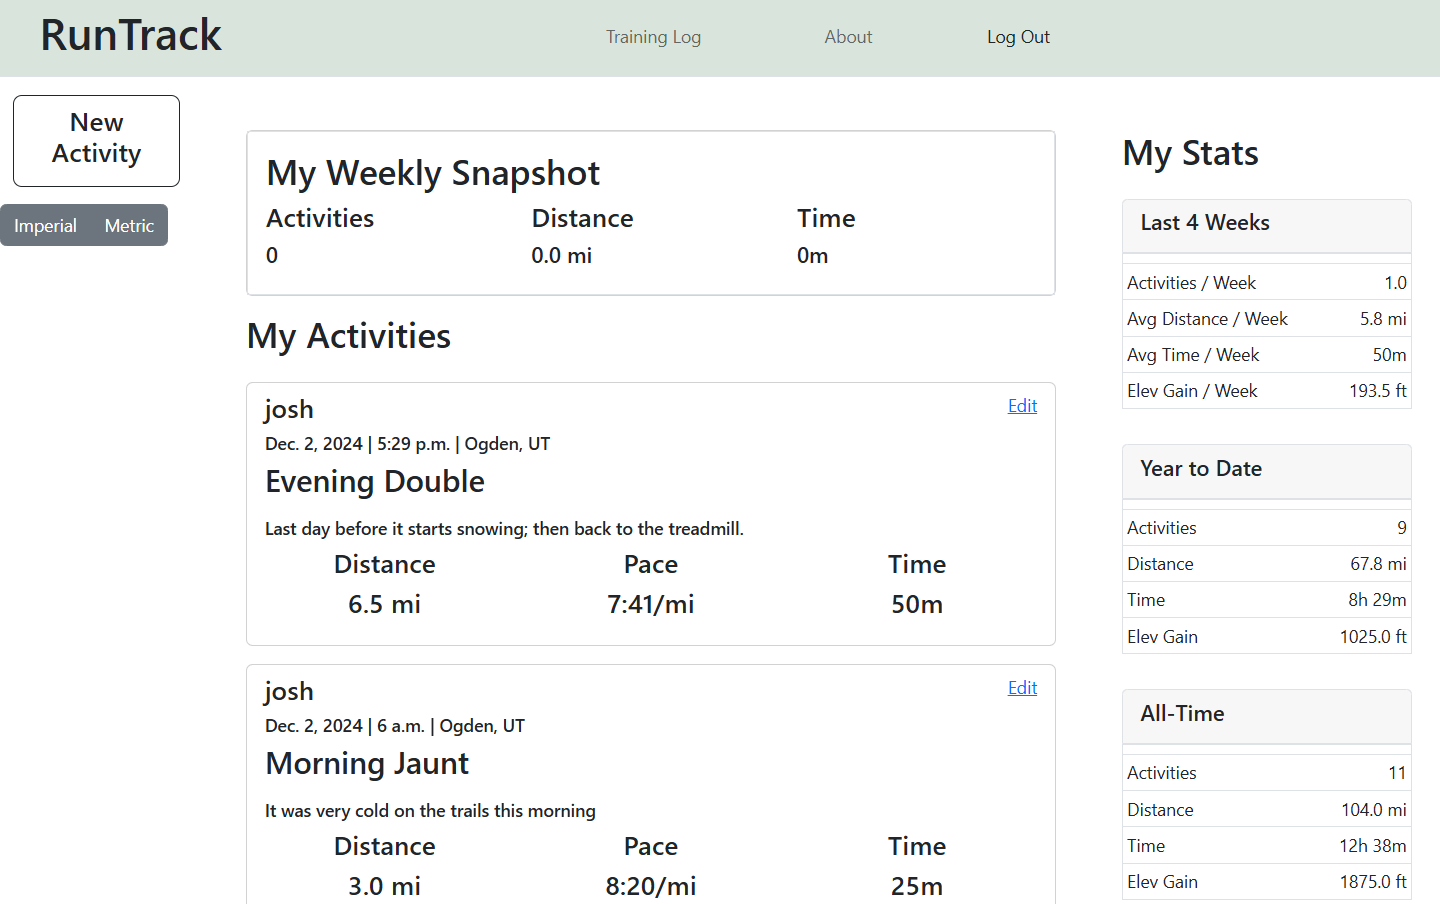 RunTrack
Training Log
About
Log Out
New
Activity
Imperial Metric
My Weekly Snapshot
Activities Distance Time
0 0.0 mi 0m
My Activities
josh Edit
Dec. 2, 2024 | 5:29 p.m. | Ogden, UT
Evening Double
Last day before it starts snowing; then back to the treadmill.
Distance Pace Time
6.5 mi 7:41/mi 50m
josh Edit
Dec. 2, 2024 | 6 a.m. | Ogden, UT
Morning Jaunt
It was very cold on the trails this morning
Distance Pace Time
3.0 mi 8:20/mi 25m
My Stats
Last 4 Weeks
Activities / Week 1.0
Avg Distance / Week 5.8 mi
Avg Time / Week 50m
Elev Gain / Week 193.5 ft
Year to Date
Activities 9
Distance 67.8 mi
Time 8h 29m
Elev Gain 1025.0 ft
All-Time
Activities 11
Distance 104.0 mi
Time 12h 38m
Elev Gain 1875.0 ft